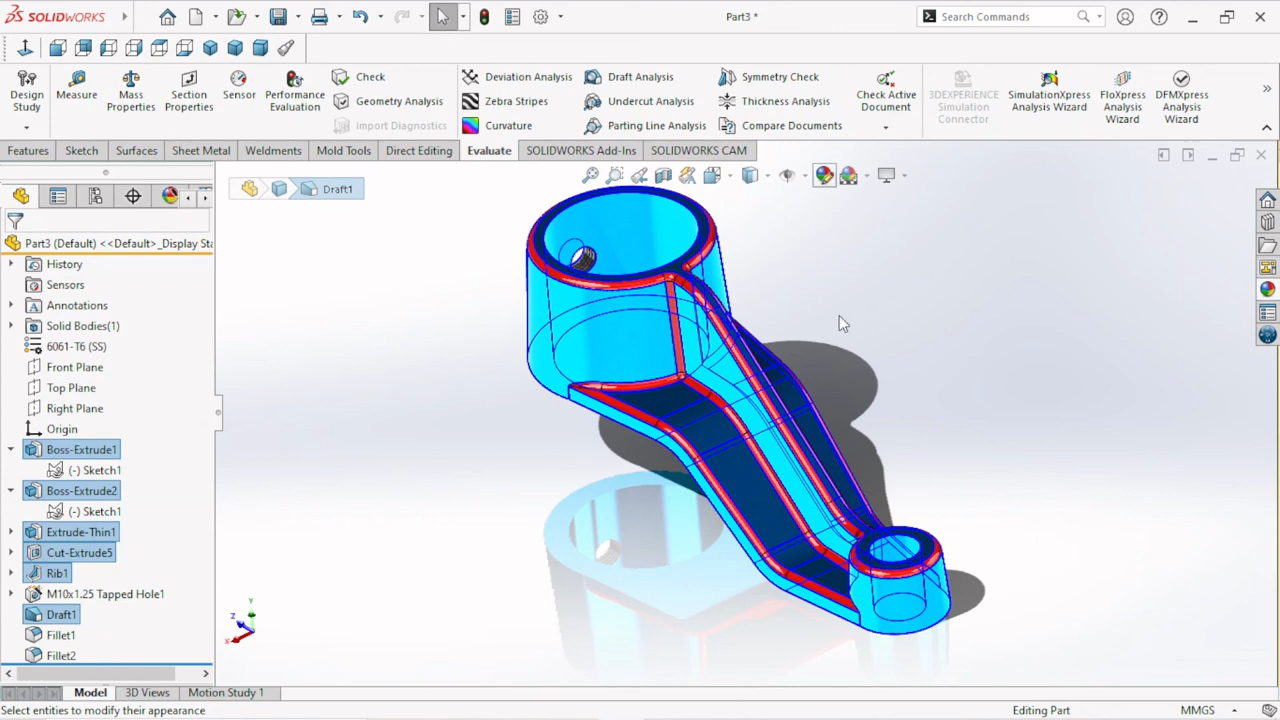 SOLIDWORKS
Part3 *
Search Commands
Design Study
Measure
Mass Properties
Section Properties
Sensor
Performance Evaluation
Check
Geometry Analysis
Import Diagnostics
Deviation Analysis
Zebra Stripes
Curvature
Draft Analysis
Undercut Analysis
Parting Line Analysis
Symmetry Check
Thickness Analysis
Compare Documents
Check Active Document
3DEXPERIENCE Simulation Connector
SimulationXpress Analysis Wizard
FloXpress Analysis Wizard
DFMXpress Analysis Wizard
Features
Sketch
Surfaces
Sheet Metal
Weldments
Mold Tools
Direct Editing
Evaluate
SOLIDWORKS Add-Ins
SOLIDWORKS CAM
Draft1
Part3 (Default) <<Default>_Display Sta
History
Sensors
Annotations
Solid Bodies(1)
6061-T6 (SS)
Front Plane
Top Plane
Right Plane
Origin
Boss-Extrude1
(-) Sketch1
Boss-Extrude2
(-) Sketch1
Extrude-Thin1
Cut-Extrude5
Rib1
M10x1.25 Tapped Hole1
Draft1
Fillet1
Fillet2
Y
Z
X
Model
3D Views
Motion Study 1
Select entities to modify their appearance
Editing Part
MMGS